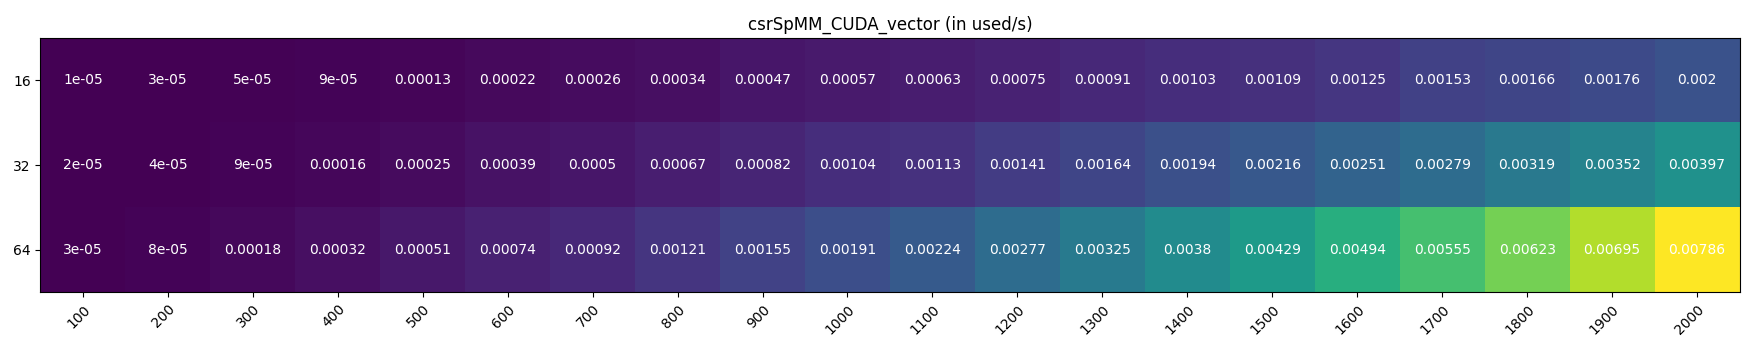 csrSpMM_CUDA_vector (in used/s)
16 1e-05 3e-05 5e-05 9e-05 0.00013 0.00022 0.00026 0.00034 0.00047 0.00057 0.00063 0.00075 0.00091 0.00103 0.00109 0.00125 0.00153 0.00166 0.00176 0.002
32 2e-05 4e-05 9e-05 0.00016 0.00025 0.00039 0.0005 0.00067 0.00082 0.00104 0.00113 0.00141 0.00164 0.00194 0.00216 0.00251 0.00279 0.00319 0.00352 0.00397
64 3e-05 8e-05 0.00018 0.00032 0.00051 0.00074 0.00092 0.00121 0.00155 0.00191 0.00224 0.00277 0.00325 0.0038 0.00429 0.00494 0.00555 0.00623 0.00695 0.00786
100 200 300 400 500 600 700 800 900 1000 1100 1200 1300 1400 1500 1600 1700 1800 1900 2000